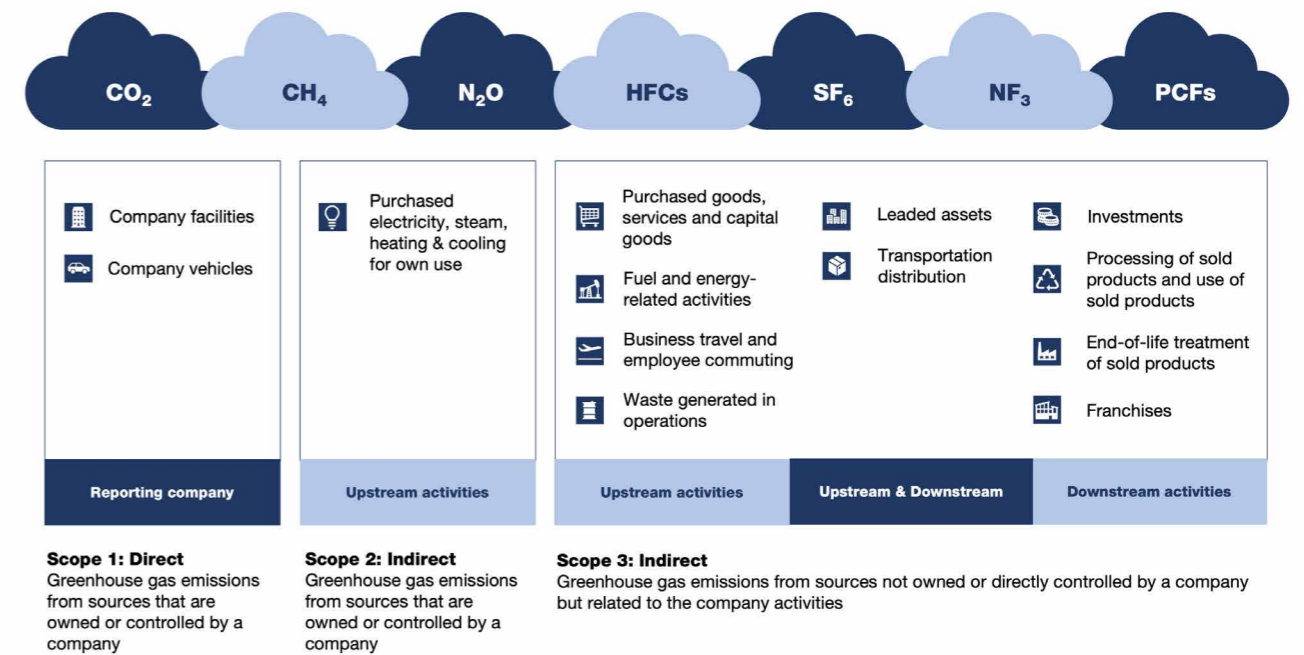 CO₂
CH₄
N₂O
HFCs
SF₆
NF₃
PCFs
Company facilities
Company vehicles
Purchased
electricity, steam,
heating & cooling
for own use
Purchased goods,
services and capital
goods
Fuel and energy-
related activities
Business travel and
employee commuting
Waste generated in
operations
Leaded assets
Transportation
distribution
Investments
Processing of sold
products and use of
sold products
End-of-life treatment
of sold products
Franchises
Reporting company
Upstream activities
Upstream activities
Upstream & Downstream
Downstream activities
Scope 1: Direct
Greenhouse gas emissions
from sources that are
owned or controlled by a
company
Scope 2: Indirect
Greenhouse gas emissions
from sources that are
owned or controlled by a
company
Scope 3: Indirect
Greenhouse gas emissions from sources not owned or directly controlled by a company
but related to the company activities